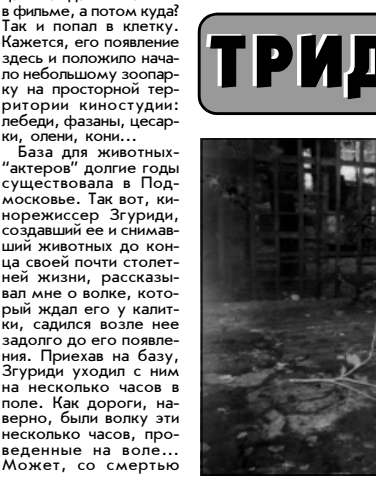 в фильме, а потом куда?
Так и попал в клетку.
Кажется, его появление
здесь и положило нача-
ло небольшому зоопар-
ку на просторной тер-
ритории киностудии:
лебеди, фазаны, цесар-
ки, олени, кони...
База для животных-
"актеров" долгие годы
существовала в Под-
московье. Так вот, ки-
норежиссер Згуриди,
создавший ее и снимав-
ший животных до кон-
ца своей почти столет-
ней жизни, рассказы-
вал мне о волке, кото-
рый ждал его у калит-
ки, садился возле нее
задолго до его появле-
ния. Приехав на базу,
Згуриди уходил с ним
на несколько часов в
поле. Как дороги, на-
верно, были волку эти
несколько часов, про-
веденные на воле...
Может, со смертью